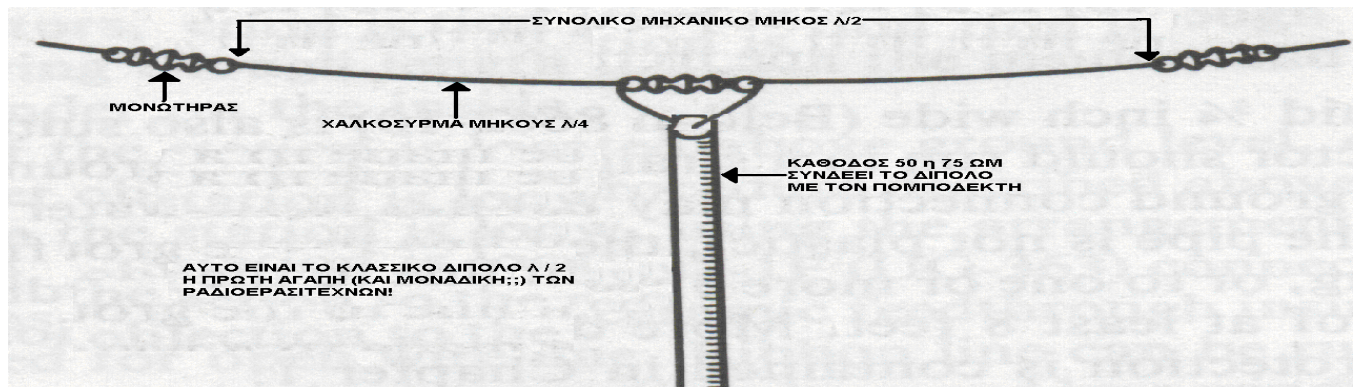 ΣΥΝΟΛΙΚΟ ΜΗΧΑΝΙΚΟ ΜΗΚΟΣ λ/2
ΜΟΝΩΤΗΡΑΣ
ΧΑΛΚΟΣΥΡΜΑ ΜΗΚΟΥΣ λ/4
ΚΑΘΟΔΟΣ 50 η 75 ΩΜ
ΣΥΝΔΕΕΙ ΤΟ ΔΙΠΟΛΟ
ΜΕ ΤΟΝ ΠΟΜΠΟΔΕΚΤΗ
ΑΥΤΟ ΕΙΝΑΙ ΤΟ ΚΛΑΣΣΙΚΟ ΔΙΠΟΛΟ λ / 2
Η ΠΡΩΤΗ ΑΓΑΠΗ (ΚΑΙ ΜΟΝΑΔΙΚΗ;;) ΤΩΝ
ΡΑΔΙΟΕΡΑΣΙΤΕΧΝΩΝ!